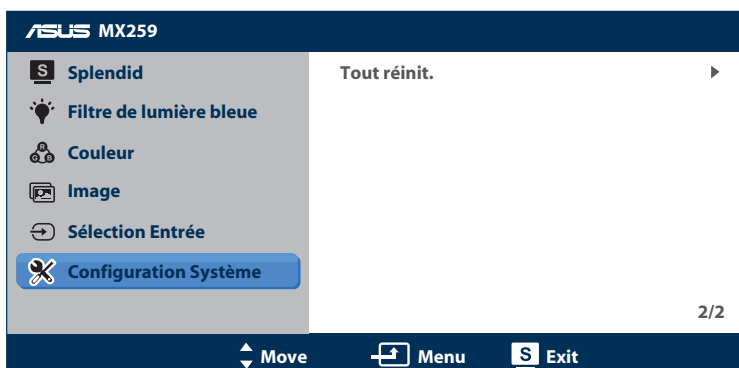 ASUS MX259
S Splendid
Filtre de lumière bleue
R G B Couleur
Image
Sélection Entrée
Configuration Système
Tout réinit.
2/2
Move Menu S Exit